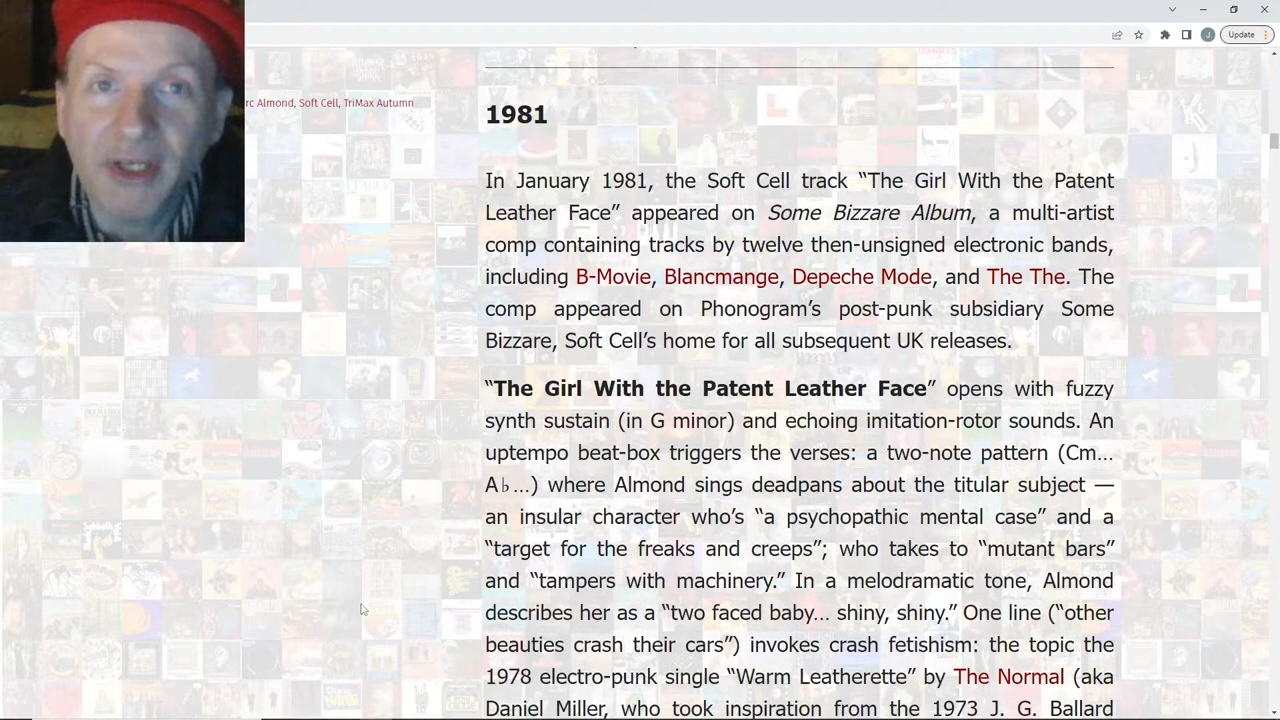 Update
rc Almond, Soft Cell, TriMax Autumn
1981
In January 1981, the Soft Cell track “The Girl With the Patent
Leather Face” appeared on Some Bizzare Album, a multi-artist
comp containing tracks by twelve then-unsigned electronic bands,
including B-Movie, Blancmange, Depeche Mode, and The The. The
comp appeared on Phonogram’s post-punk subsidiary Some
Bizzare, Soft Cell’s home for all subsequent UK releases.
“The Girl With the Patent Leather Face” opens with fuzzy
synth sustain (in G minor) and echoing imitation-rotor sounds. An
uptempo beat-box triggers the verses: a two-note pattern (Cm…
A♭…) where Almond sings deadpans about the titular subject —
an insular character who’s “a psychopathic mental case” and a
“target for the freaks and creeps”; who takes to “mutant bars”
and “tampers with machinery.” In a melodramatic tone, Almond
describes her as a “two faced baby… shiny, shiny.” One line (“other
beauties crash their cars”) invokes crash fetishism: the topic the
1978 electro-punk single “Warm Leatherette” by The Normal (aka
Daniel Miller, who took inspiration from the 1973 J. G. Ballard